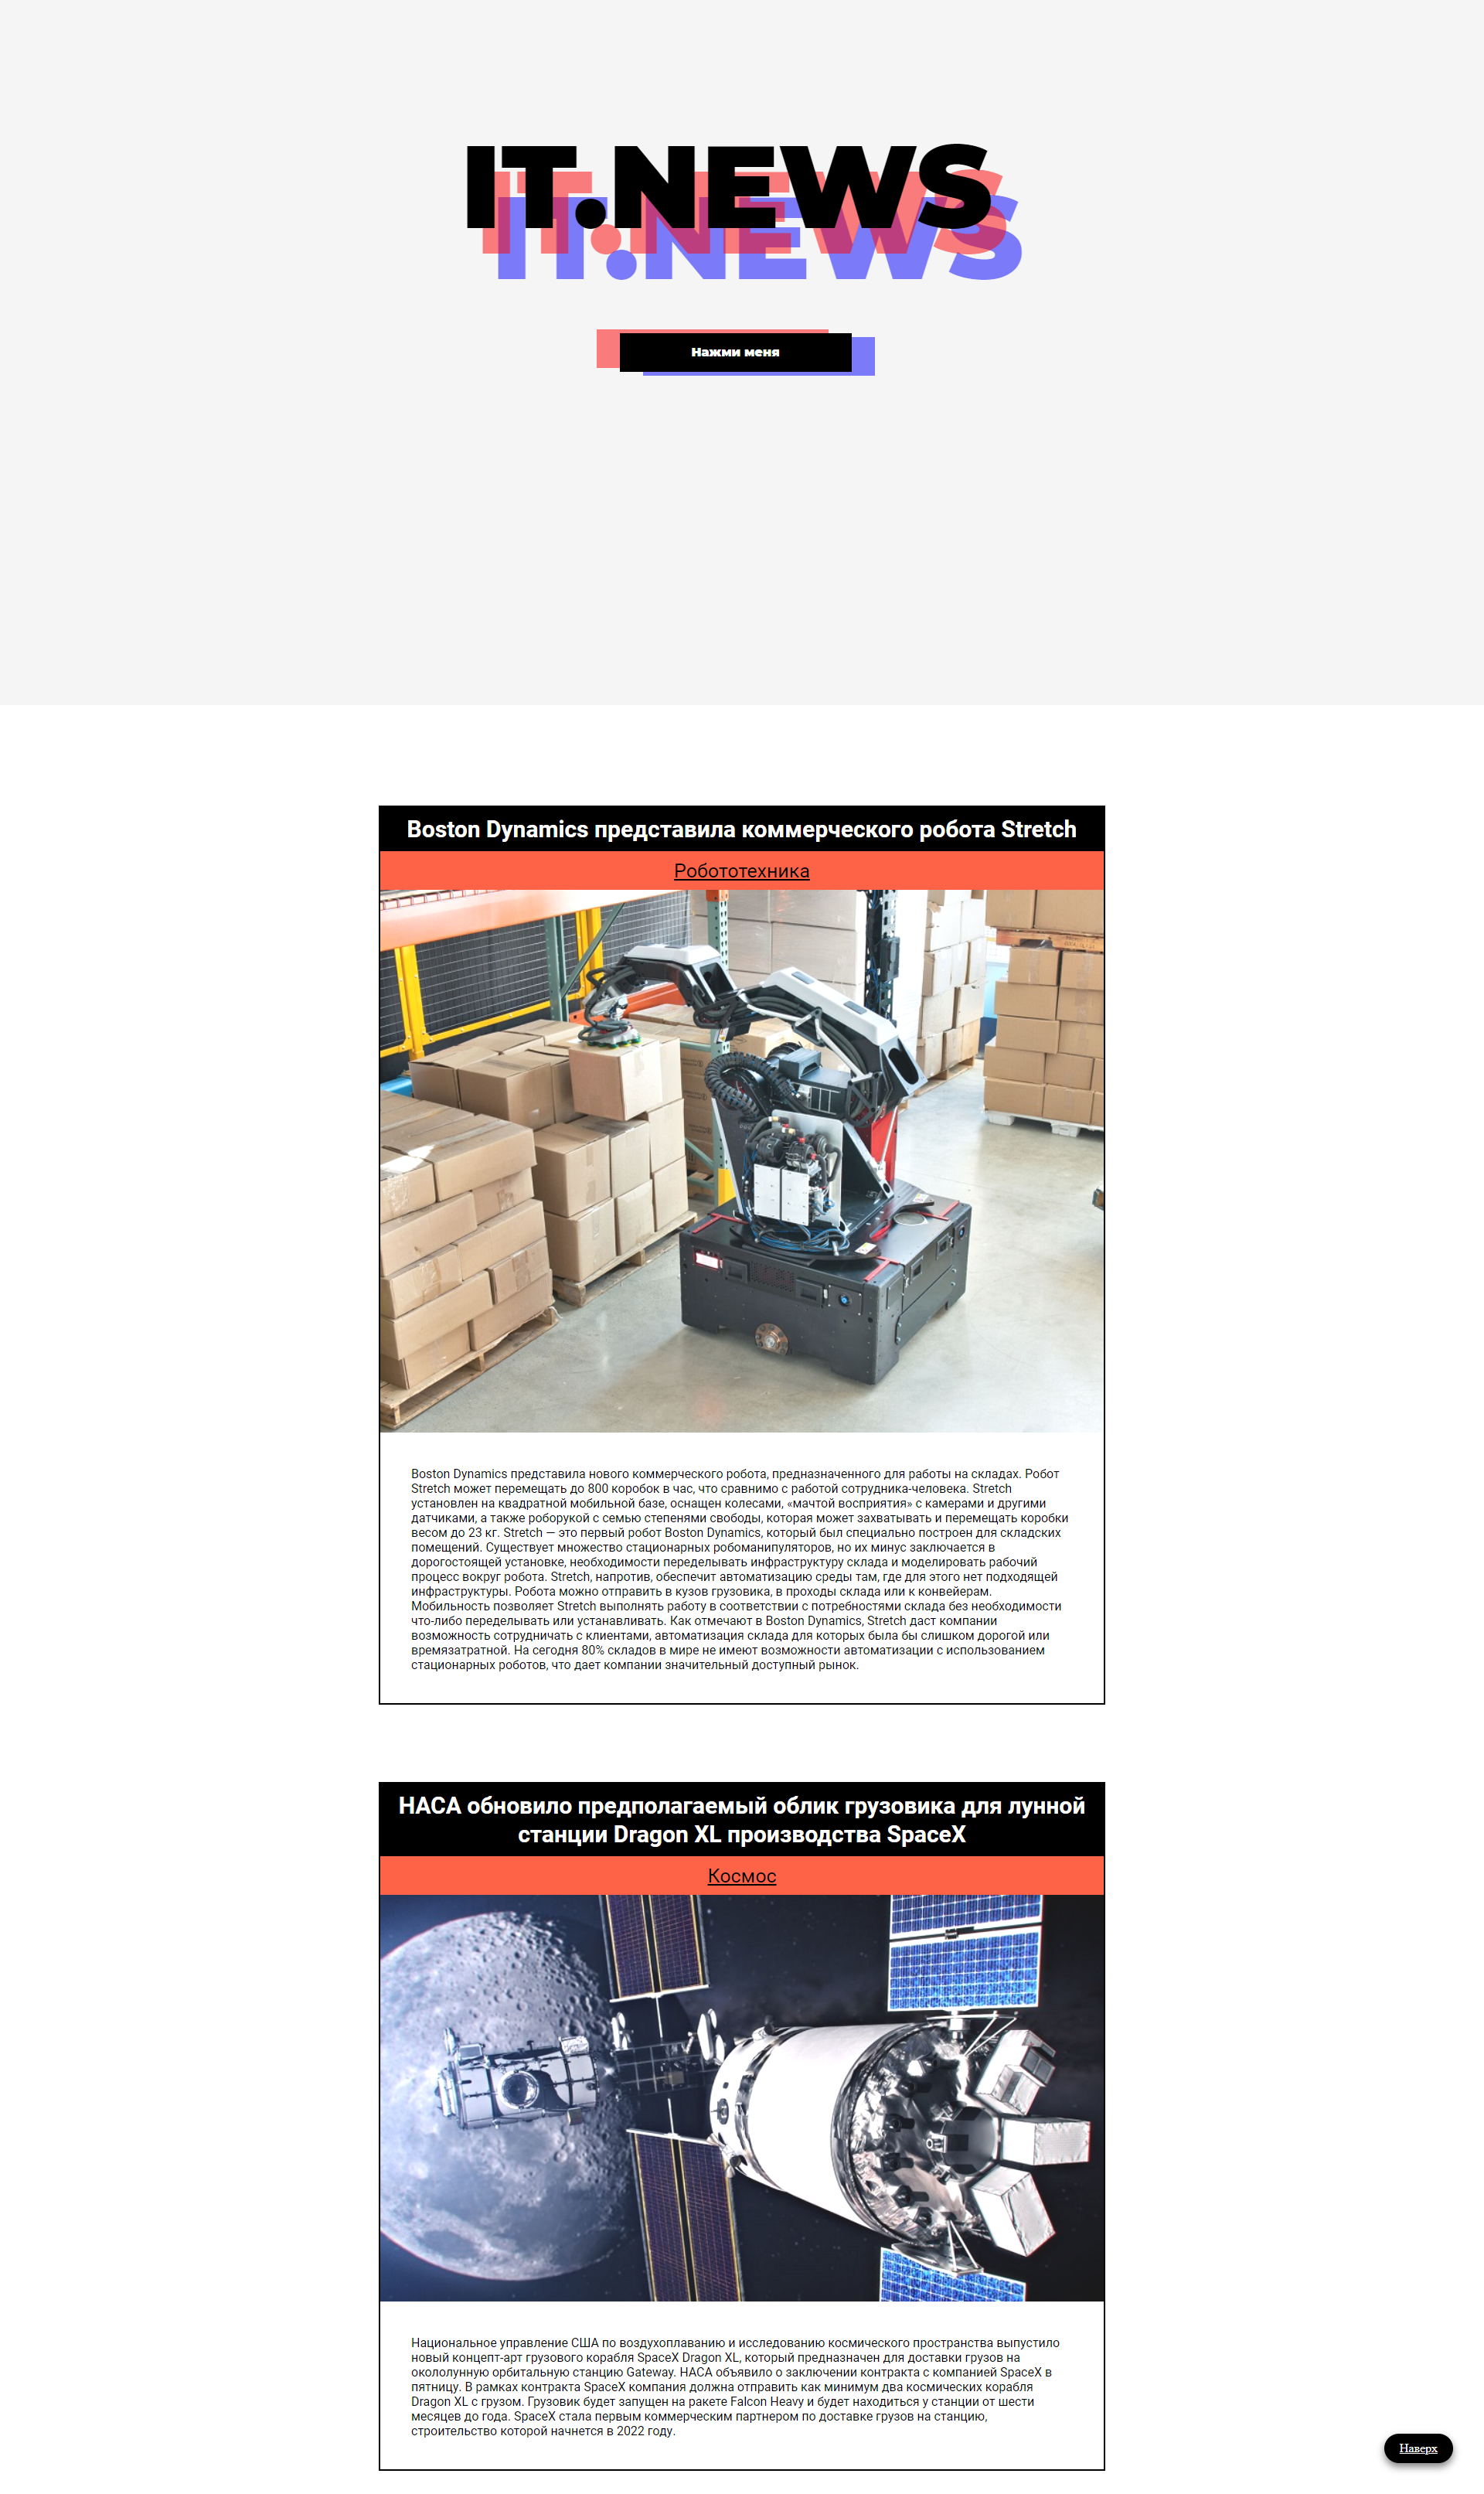 IT.NEWS
Нажми меня
Boston Dynamics представила коммерческого робота Stretch
Робототехника
Boston Dynamics представила нового коммерческого робота, предназначенного для работы на складах. Робот
Stretch может перемещать до 800 коробок в час, что сравнимо с работой сотрудника-человека. Stretch
установлен на квадратной мобильной базе, оснащен колесами, «мачтой восприятия» с камерами и другими
датчиками, а также роборукой с семью степенями свободы, которая может захватывать и перемещать коробки
весом до 23 кг. Stretch — это первый робот Boston Dynamics, который был специально построен для складских
помещений. Существует множество стационарных робоманипуляторов, но их минус заключается в
дорогостоящей установке, необходимости переделывать инфраструктуру склада и моделировать рабочий
процесс вокруг робота. Stretch, напротив, обеспечит автоматизацию среды там, где для этого нет подходящей
инфраструктуры. Робота можно отправить в кузов грузовика, в проходы склада или к конвейерам.
Мобильность позволяет Stretch выполнять работу в соответствии с потребностями склада без необходимости
что-либо переделывать или устанавливать. Как отмечают в Boston Dynamics, Stretch даст компании
возможность сотрудничать с клиентами, автоматизация склада для которых была бы слишком дорогой или
времязатратной. На сегодня 80% складов в мире не имеют возможности автоматизации с использованием
стационарных роботов, что дает компании значительный доступный рынок.
НАСА обновило предполагаемый облик грузовика для лунной
станции Dragon XL производства SpaceX
Космос
Национальное управление США по воздухоплаванию и исследованию космического пространства выпустило
новый концепт-арт грузового корабля SpaceX Dragon XL, который предназначен для доставки грузов на
окололунную орбитальную станцию Gateway. НАСА объявило о заключении контракта с компанией SpaceX в
пятницу. В рамках контракта SpaceX компания должна отправить как минимум два космических корабля
Dragon XL с грузом. Грузовик будет запущен на ракете Falcon Heavy и будет находиться у станции от шести
месяцев до года. SpaceX стала первым коммерческим партнером по доставке грузов на станцию,
строительство которой начнется в 2022 году.
Наверх